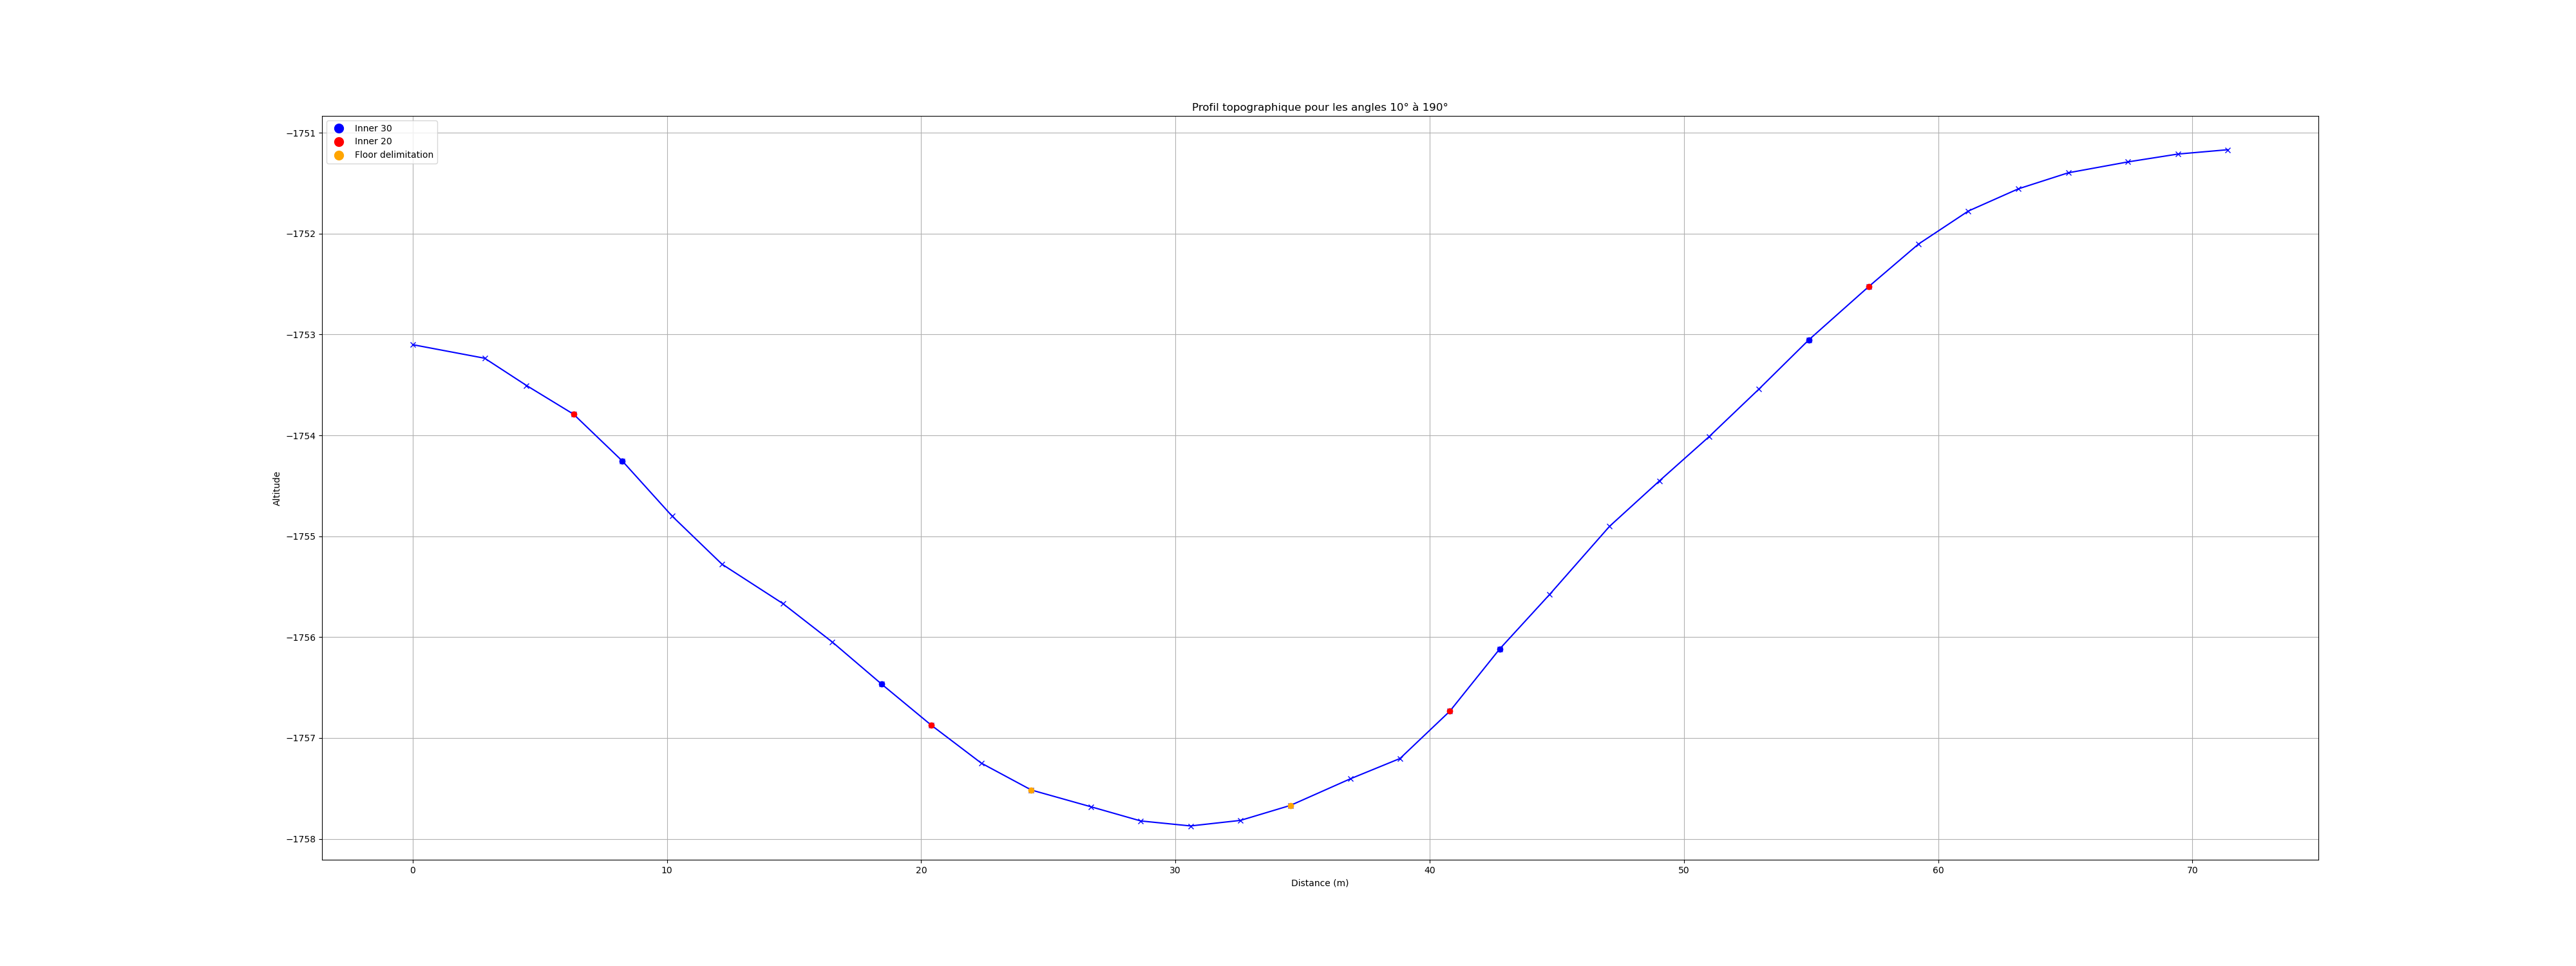 Profil topographique pour les angles 10° à 190°
Inner 30
Inner 20
Floor delimitation
−1751
−1752
−1753
−1754
−1755
−1756
−1757
−1758
Altitude
0 10 20 30 40 50 60 70
Distance (m)